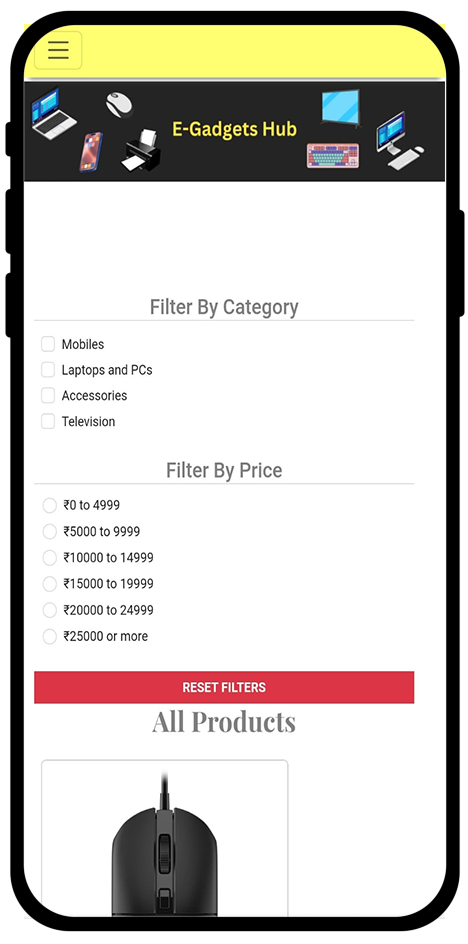 E-Gadgets Hub
Filter By Category
Mobiles
Laptops and PCs
Accessories
Television
Filter By Price
₹0 to 4999
₹5000 to 9999
₹10000 to 14999
₹15000 to 19999
₹20000 to 24999
₹25000 or more
RESET FILTERS
All Products